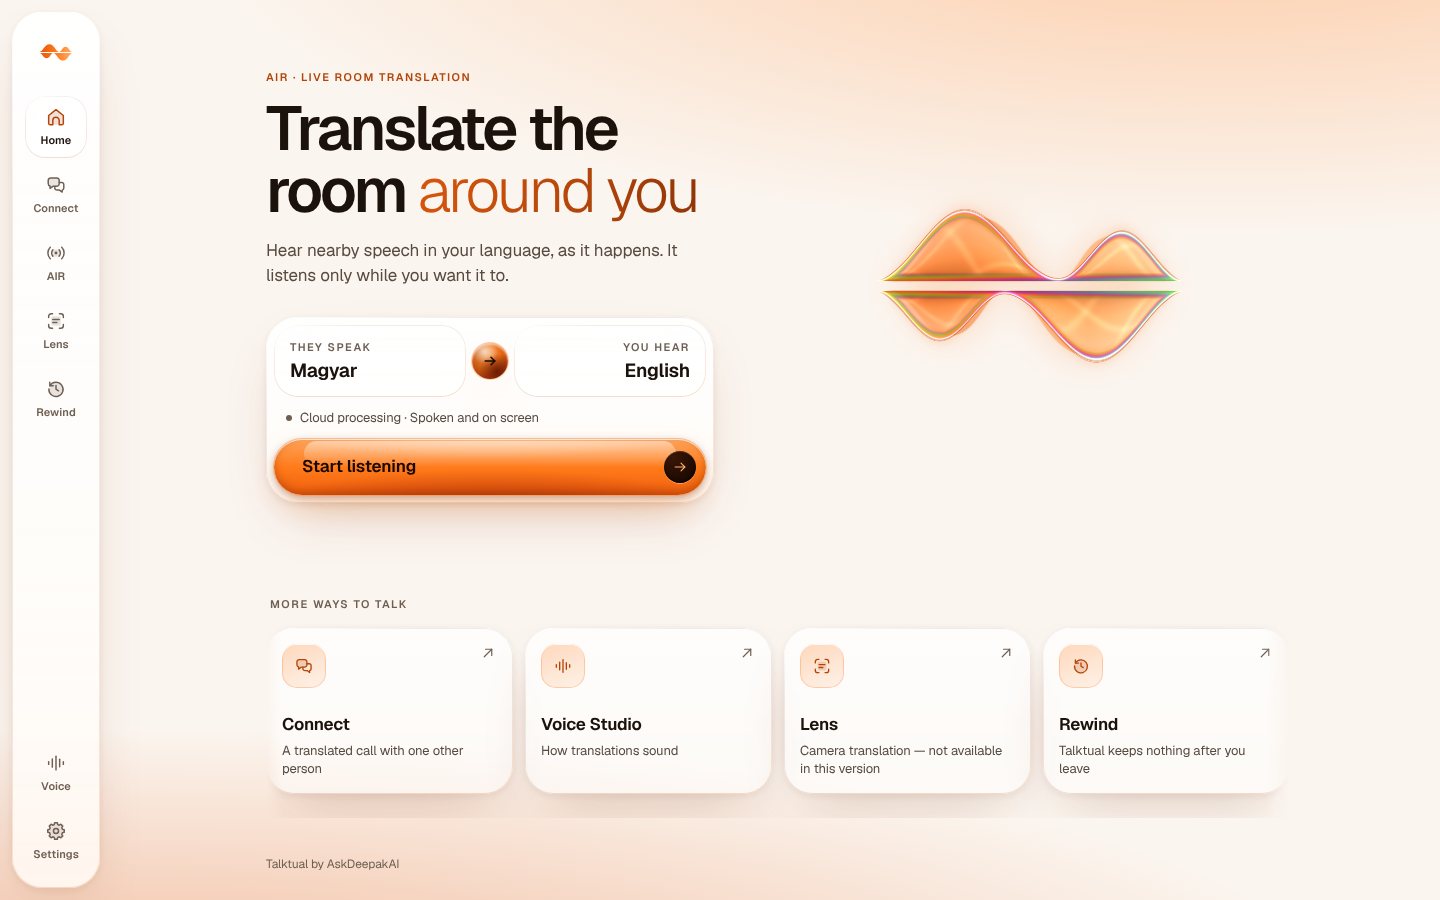 Home
Connect
AIR
Lens
Rewind
Voice
Settings
AIR · LIVE ROOM TRANSLATION
Translate the
room around you
Hear nearby speech in your language, as it happens. It
listens only while you want it to.
THEY SPEAK
Magyar
YOU HEAR
English
Cloud processing · Spoken and on screen
Start listening
MORE WAYS TO TALK
Connect
A translated call with one other
person
Voice Studio
How translations sound
Lens
Camera translation — not available
in this version
Rewind
Talktual keeps nothing after you
leave
Talktual by AskDeepakAI